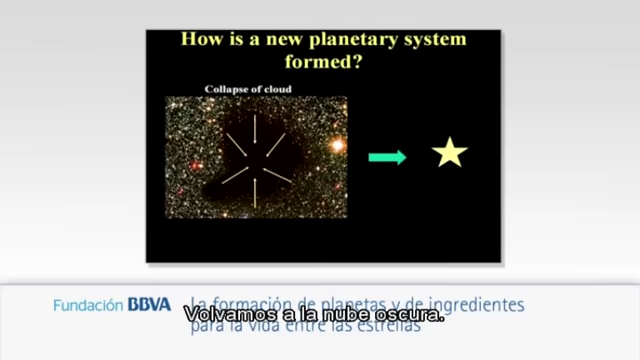 How is a new planetary system
formed?
Collapse of cloud
Fundación BBVA
La formación de planetas y de ingredientes
para la vida entre las estrellas
Volvamos a la nube oscura.